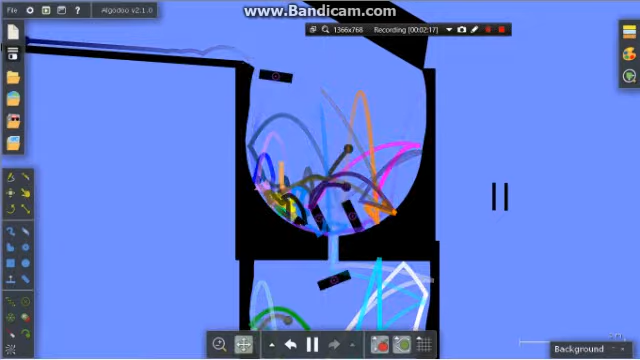 www.Bandicam.com
File
Algodoo v2.1.0
1366x768
Recording [00:02:17]
Background